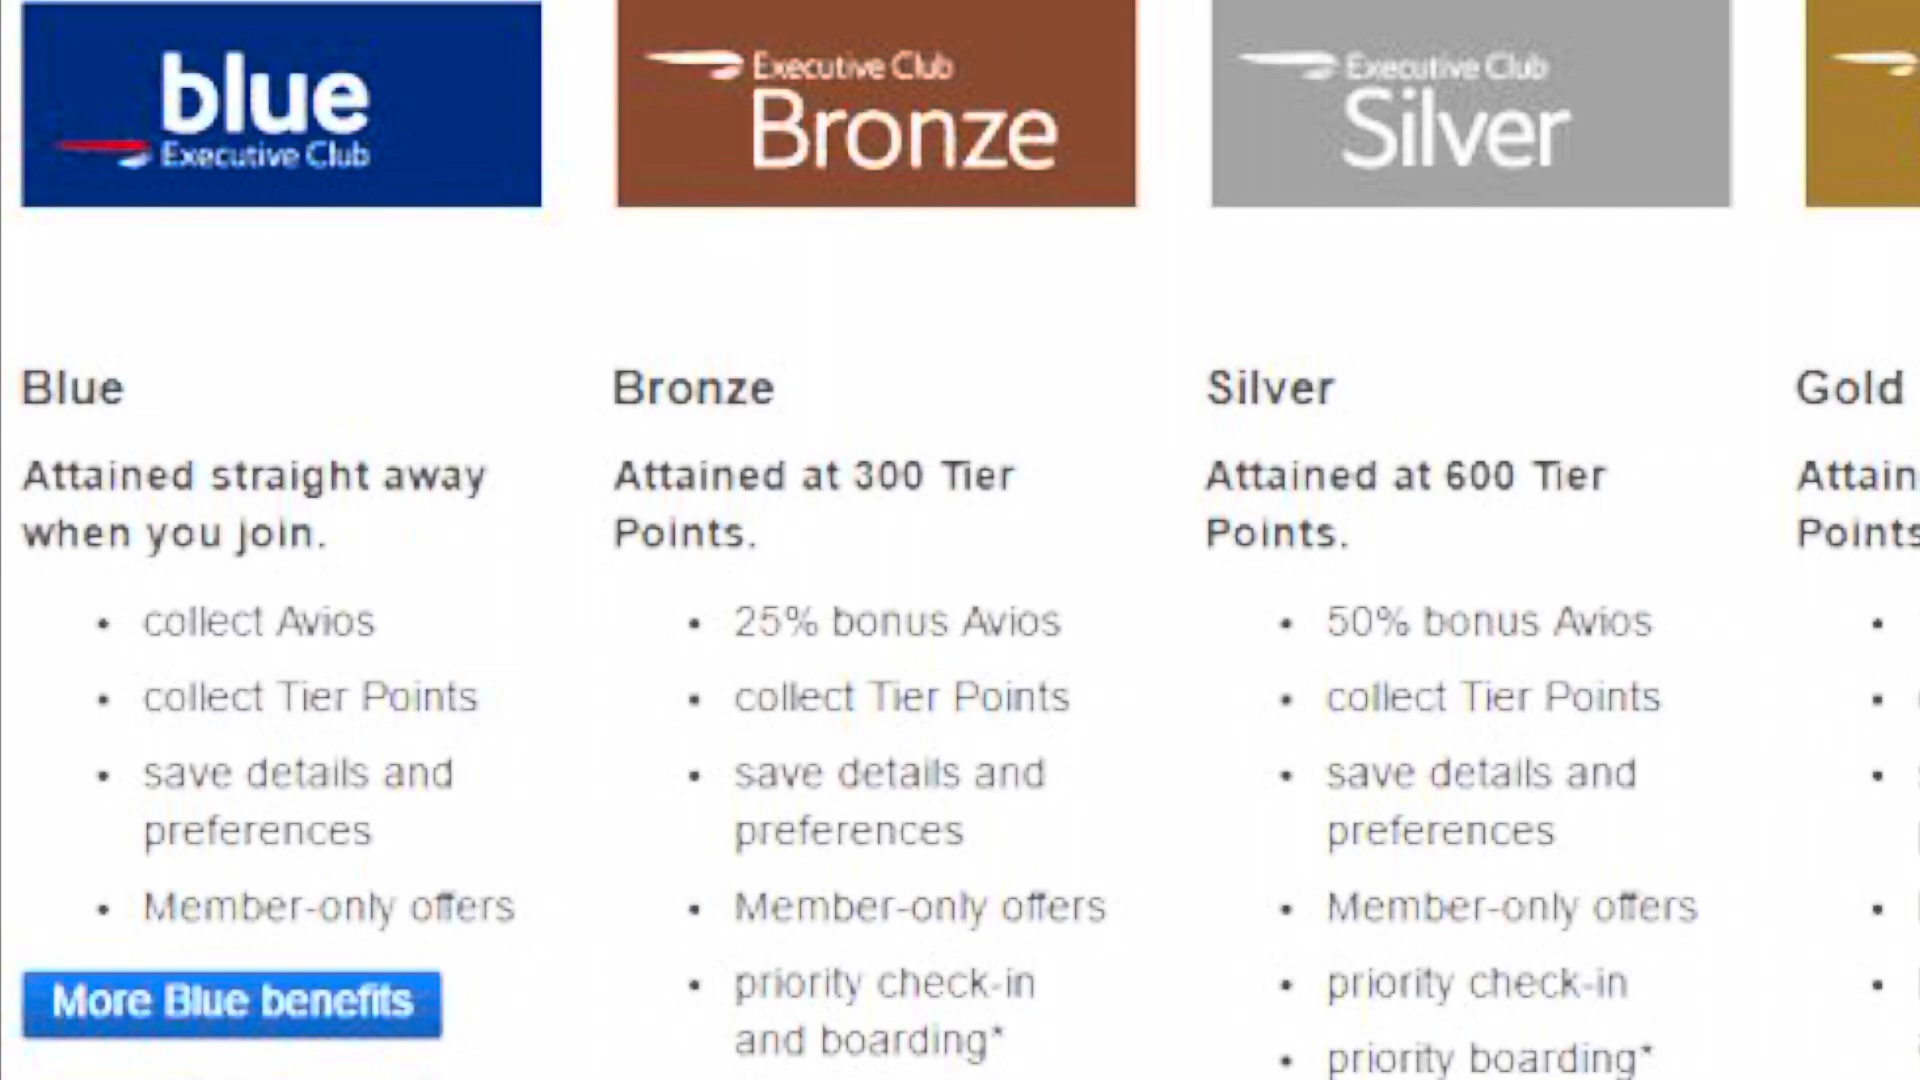 blue
Executive Club
Executive Club
Bronze
Executive Club
Silver
Blue
Attained straight away
when you join.
• collect Avios
• collect Tier Points
• save details and
preferences
• Member-only offers
More Blue benefits
Bronze
Attained at 300 Tier
Points.
• 25% bonus Avios
• collect Tier Points
• save details and
preferences
• Member-only offers
• priority check-in
and boarding*
Silver
Attained at 600 Tier
Points.
• 50% bonus Avios
• collect Tier Points
• save details and
preferences
• Member-only offers
• priority check-in
• priority boarding*
Gold
Attain
Points